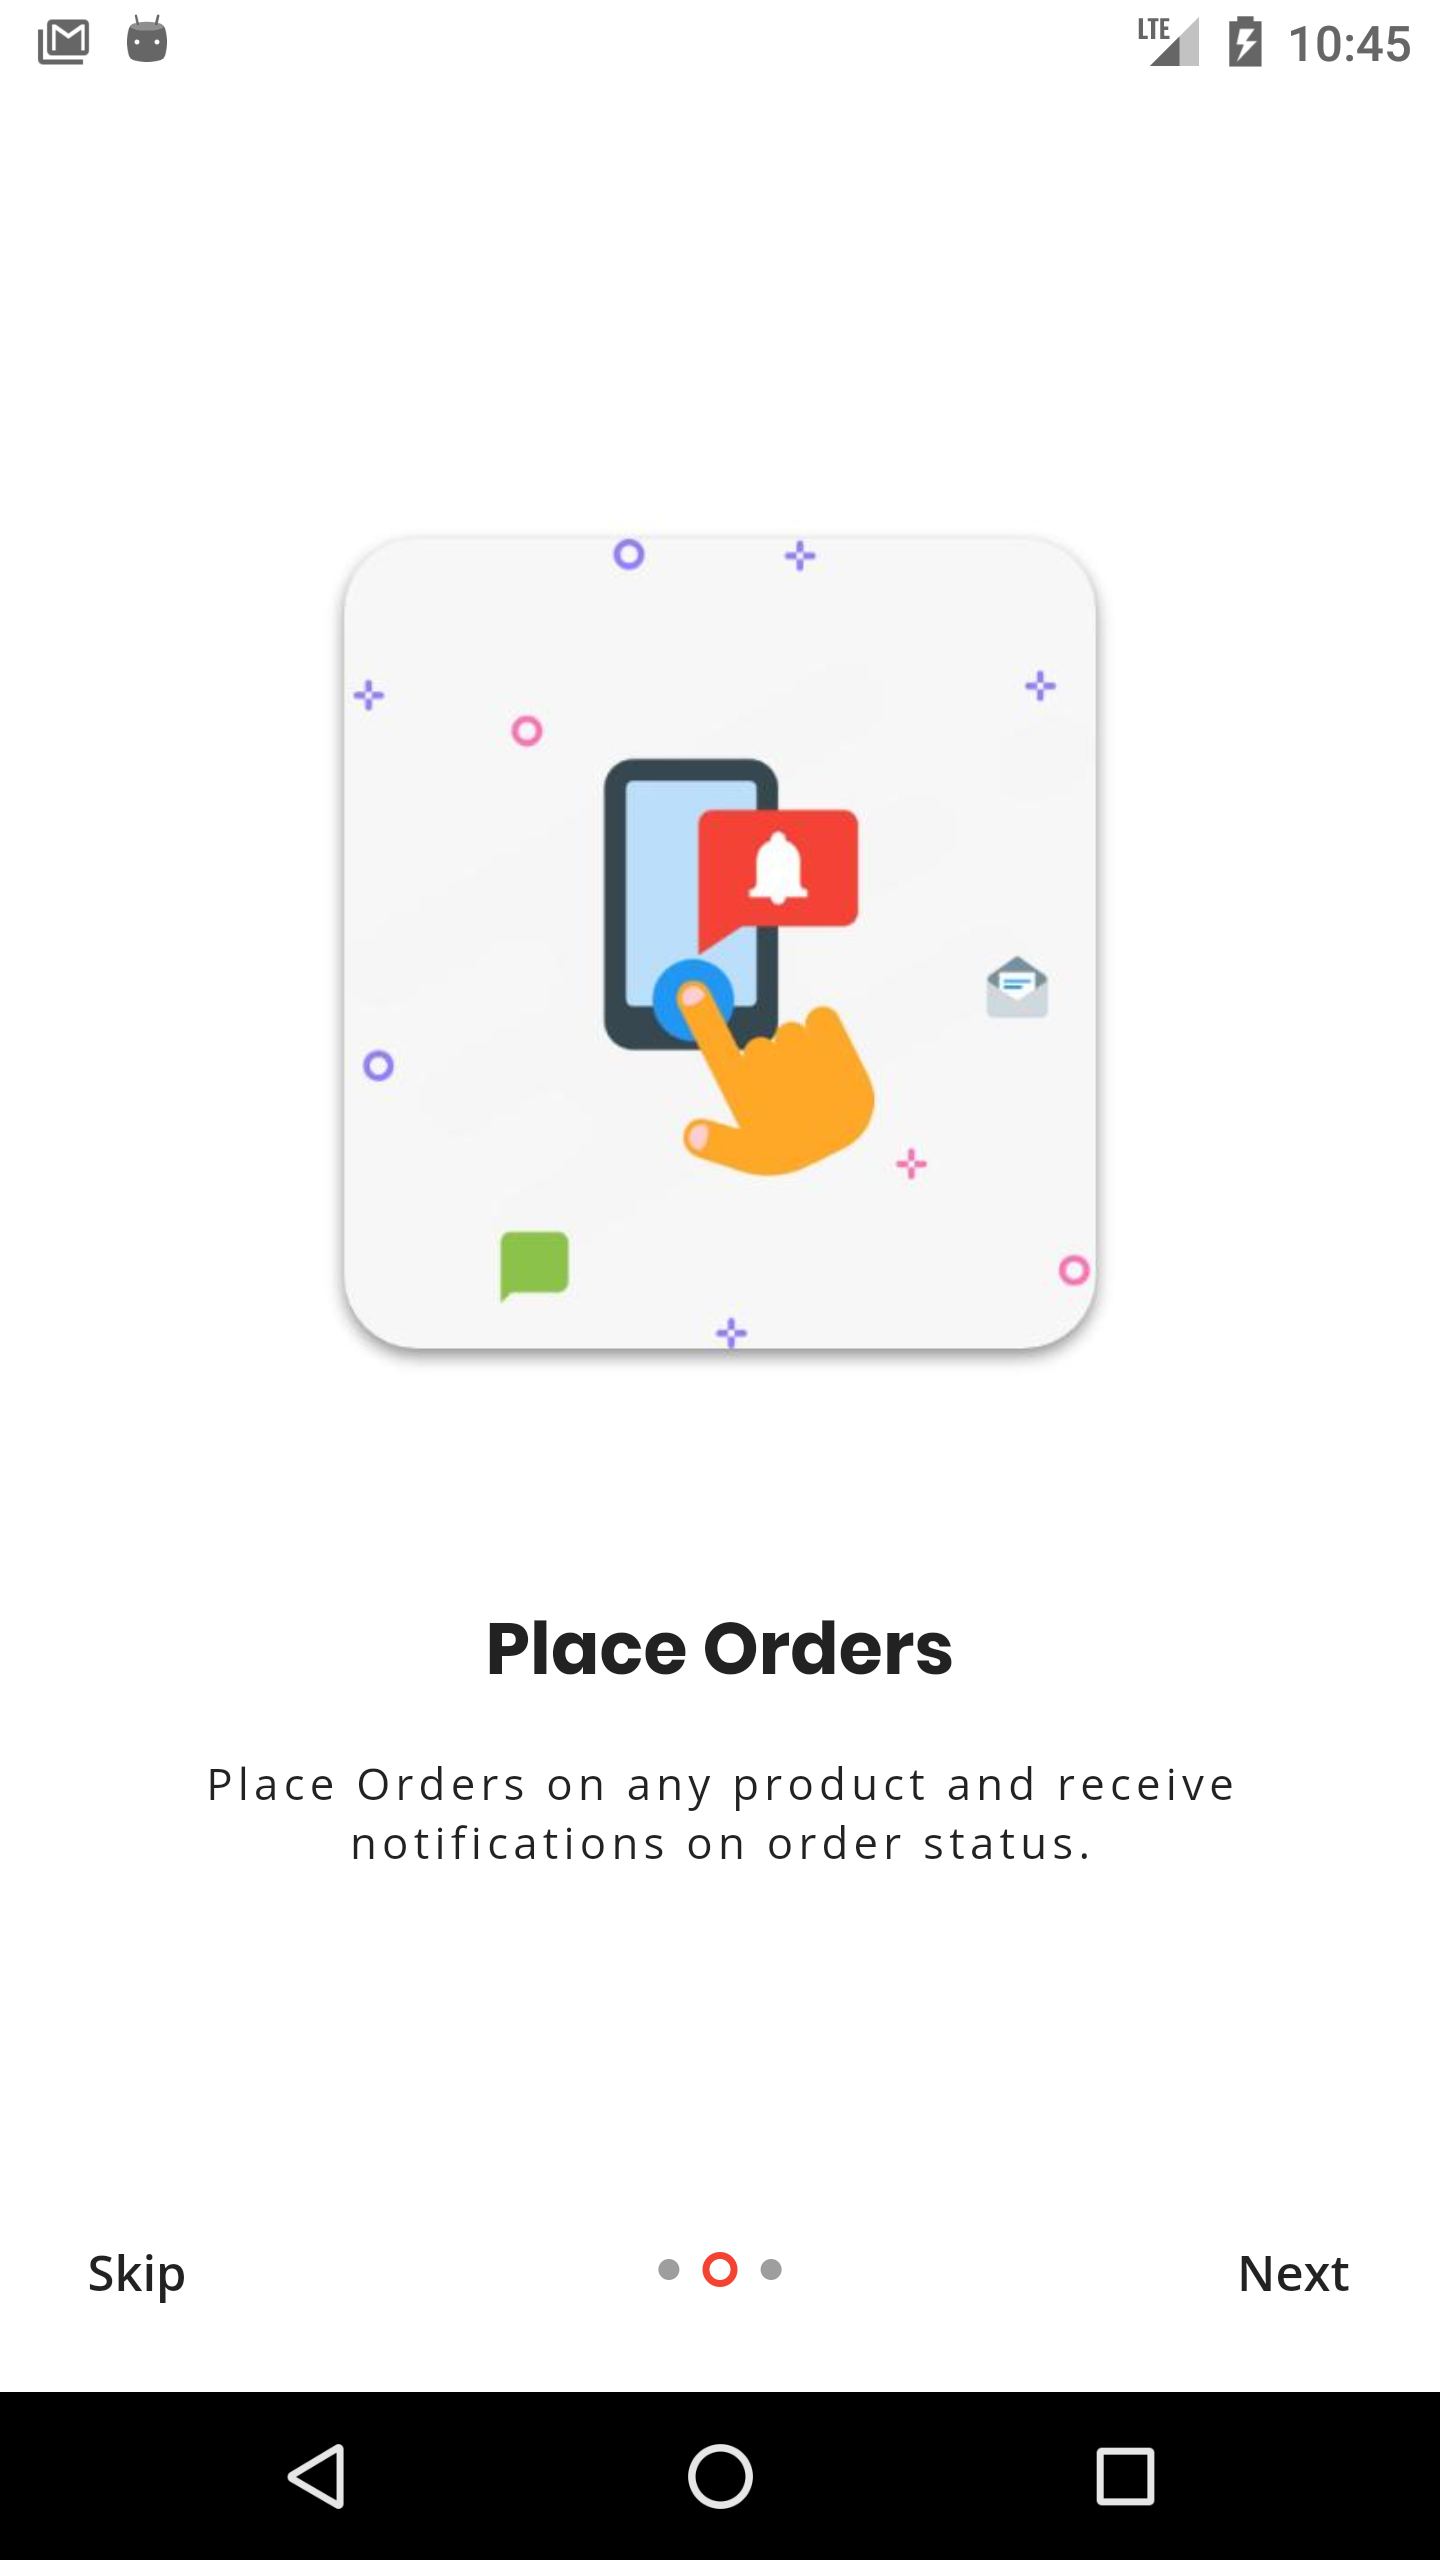 LTE 10:45
Place Orders
Place Orders on any product and receive
notifications on order status.
Skip Next